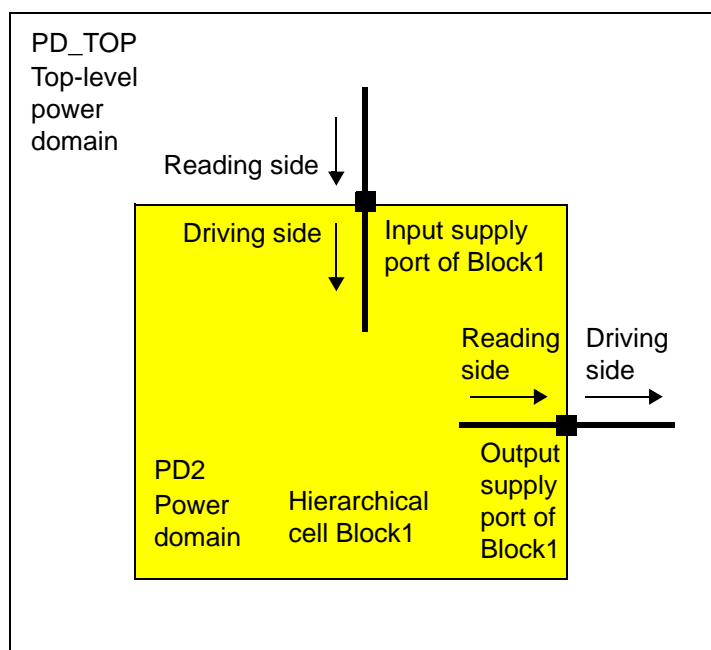 PD_TOP
Top-level
power
domain
Reading side
Driving side
Input supply
port of Block1
Reading
side
Driving
side
PD2
Power
domain
Hierarchical
cell Block1
Output
supply
port of
Block1